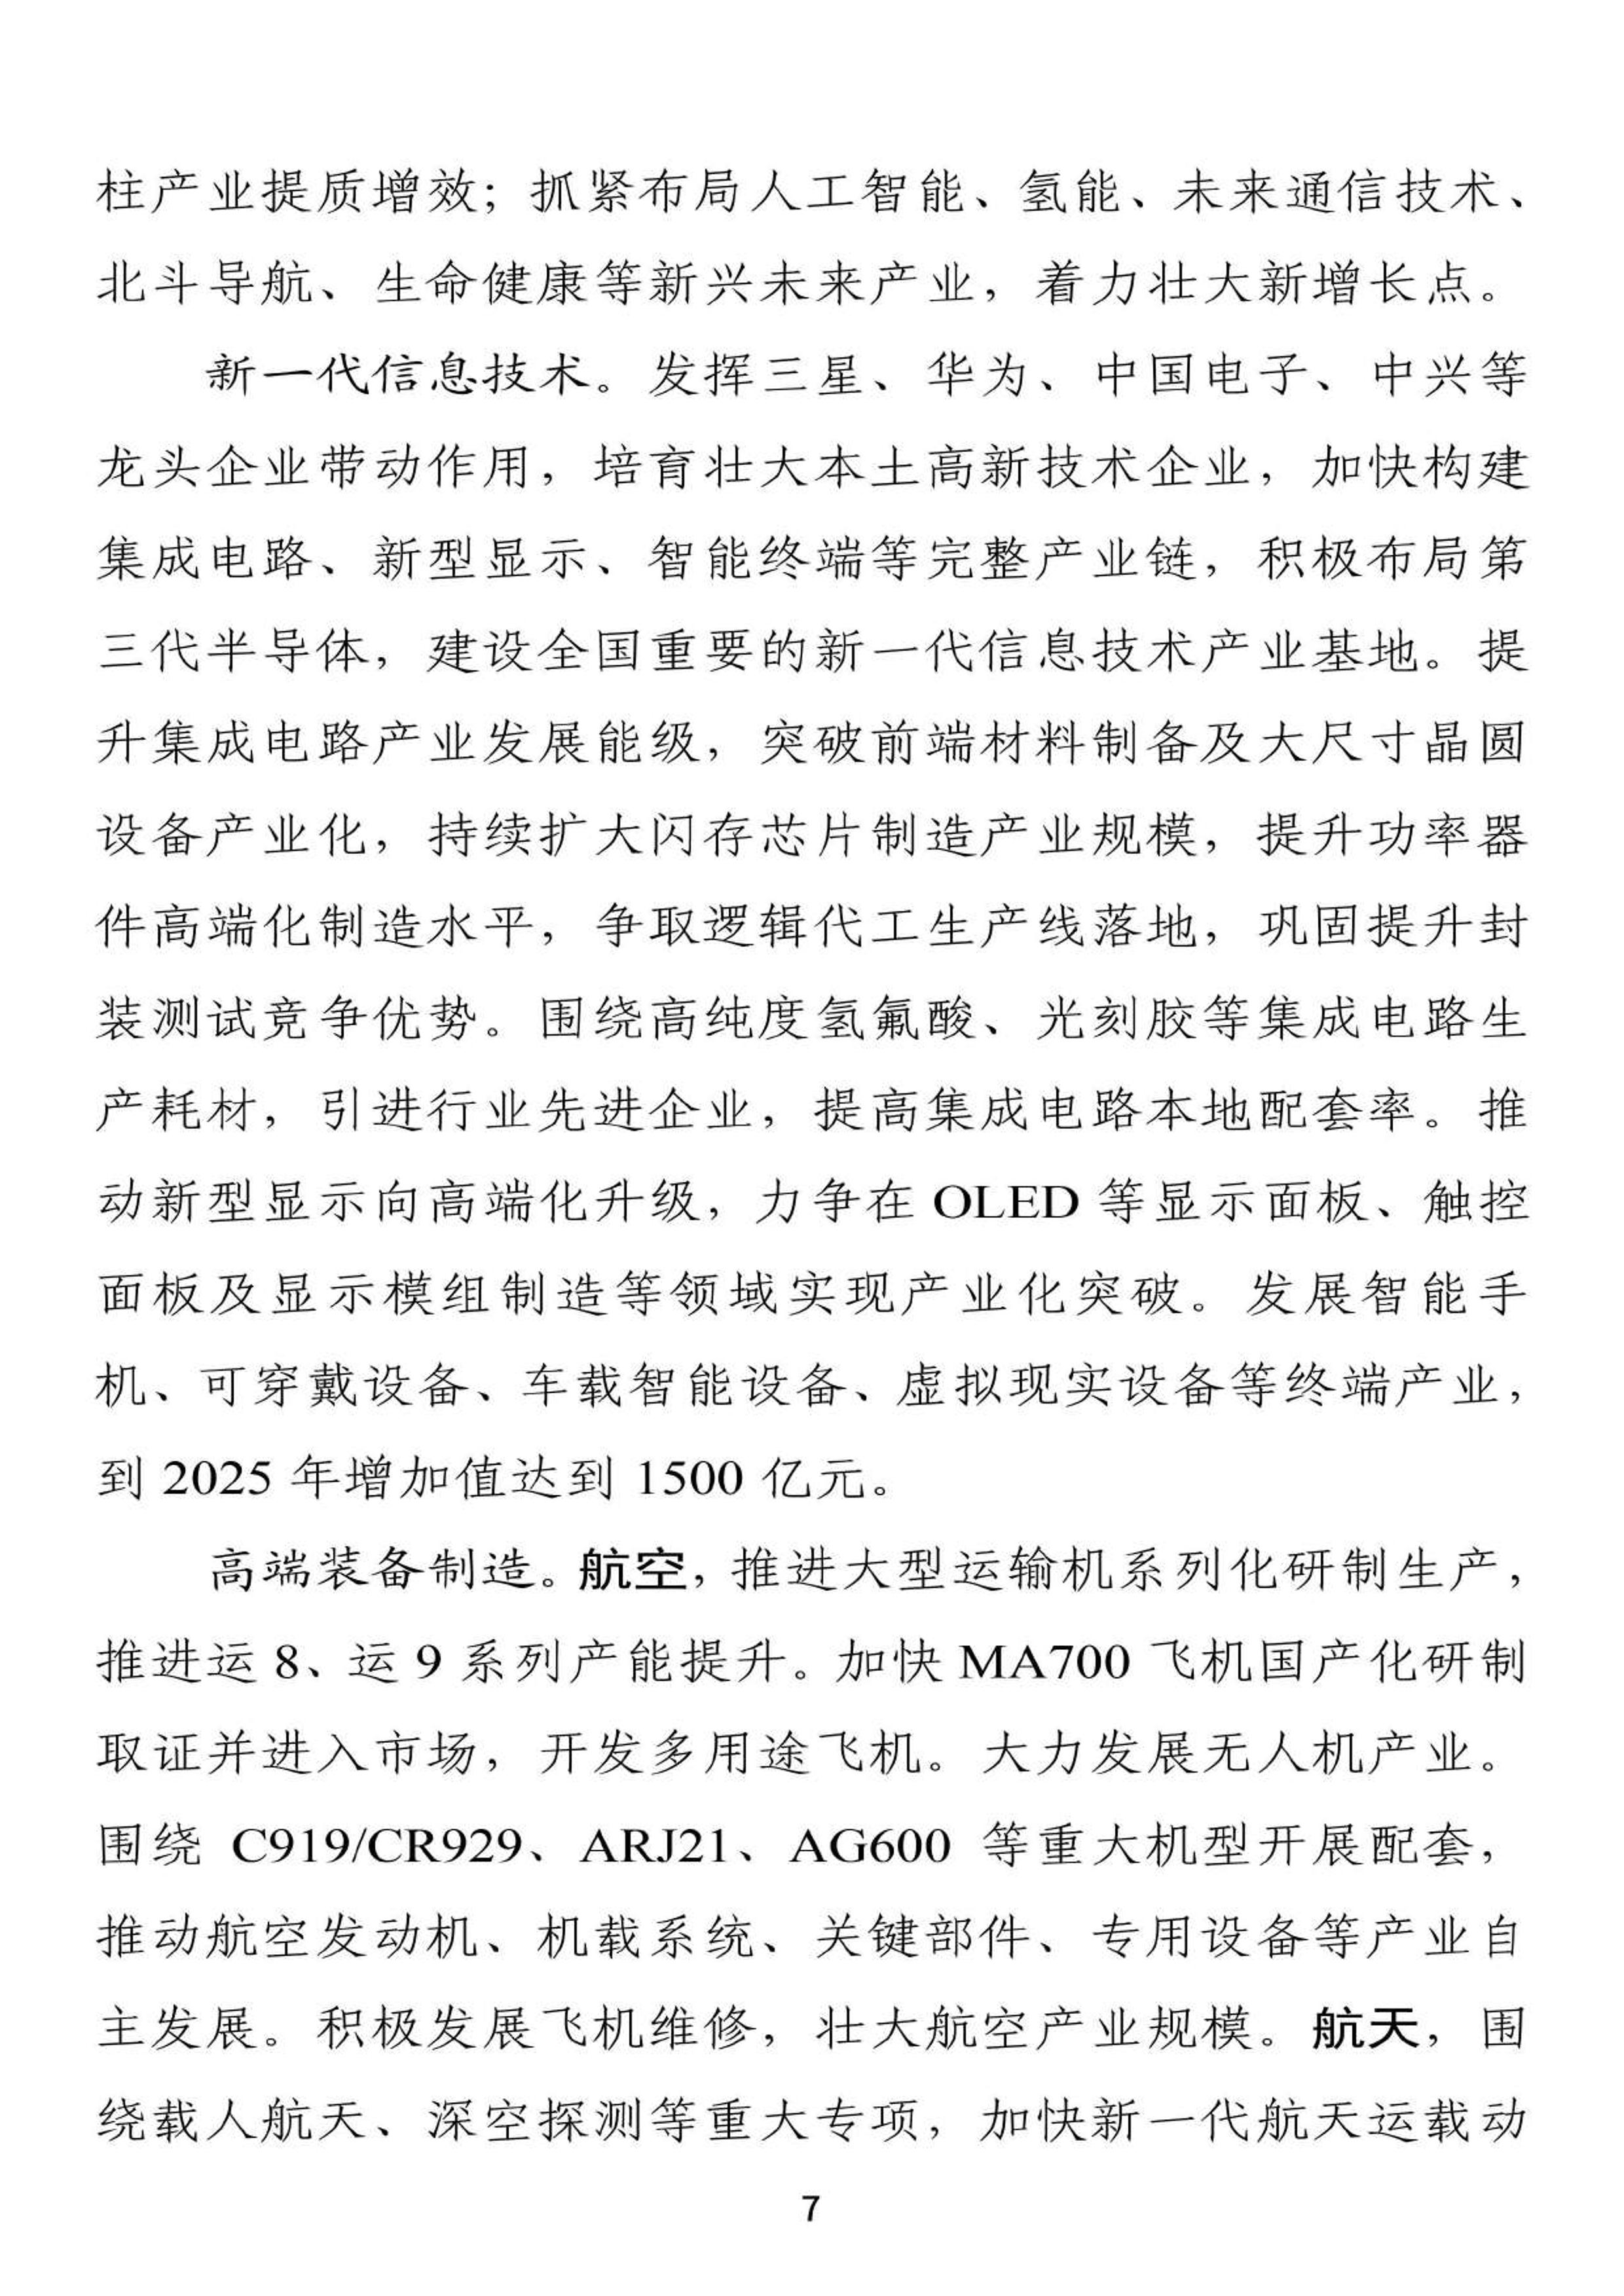 柱产业提质增效；抓紧布局人工智能、氢能、未来通信技术、
北斗导航、生命健康等新兴未来产业，着力壮大新增长点。
新一代信息技术。发挥三星、华为、中国电子、中兴等
龙头企业带动作用，培育壮大本土高新技术企业，加快构建
集成电路、新型显示、智能终端等完整产业链，积极布局第
三代半导体，建设全国重要的新一代信息技术产业基地。提
升集成电路产业发展能级，突破前端材料制备及大尺寸晶圆
设备产业化，持续扩大闪存芯片制造产业规模，提升功率器
件高端化制造水平，争取逻辑代工生产线落地，巩固提升封
装测试竞争优势。围绕高纯度氢氟酸、光刻胶等集成电路生
产耗材，引进行业先进企业，提高集成电路本地配套率。推
动新型显示向高端化升级，力争在 OLED 等显示面板、触控
面板及显示模组制造等领域实现产业化突破。发展智能手
机、可穿戴设备、车载智能设备、虚拟现实设备等终端产业，
到 2025 年增加值达到 1500 亿元。
高端装备制造。航空，推进大型运输机系列化研制生产，
推进运 8、运 9 系列产能提升。加快 MA700 飞机国产化研制
取证并进入市场，开发多用途飞机。大力发展无人机产业。
围绕 C919/CR929、ARJ21、AG600 等重大机型开展配套，
推动航空发动机、机载系统、关键部件、专用设备等产业自
主发展。积极发展飞机维修，壮大航空产业规模。航天，围
绕载人航天、深空探测等重大专项，加快新一代航天运载动
7